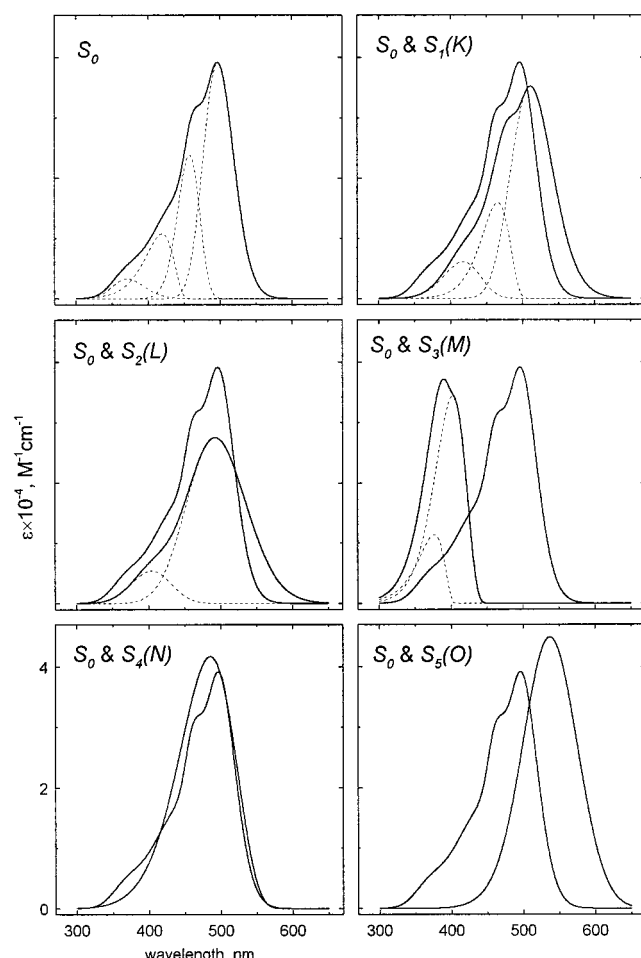 S₀
S₀ & S₁(K)
S₀ & S₂(L)
S₀ & S₃(M)
ε×10⁻⁴, M⁻¹cm⁻¹
S₀ & S₄(N)
S₀ & S₅(O)
4
2
0
300 400 500 600
300 400 500 600
wavelength, nm